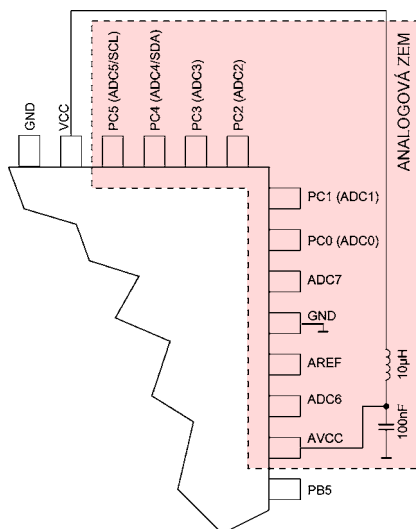 GND
VCC
PC5 (ADC5/SCL)
PC4 (ADC4/SDA)
PC3 (ADC3)
PC2 (ADC2)
ANALOGOVÁ ZEM
PC1 (ADC1)
PC0 (ADC0)
ADC7
GND
AREF
ADC6
AVCC
PB5
10µH
100nF